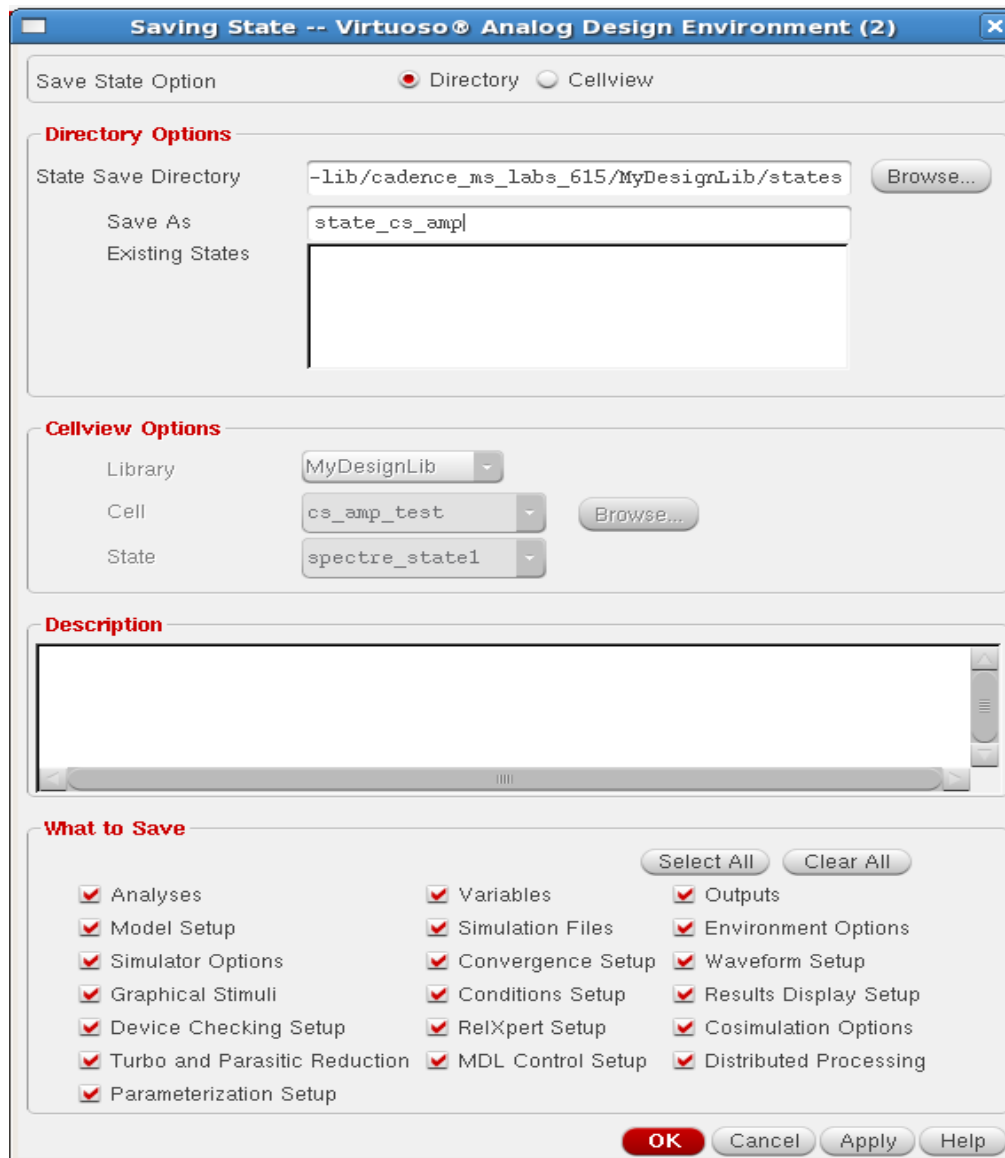 Saving State -- Virtuoso® Analog Design Environment (2)
Save State Option Directory Cellview
Directory Options
State Save Directory -lib/cadence_ms_labs_615/MyDesignLib/states Browse...
Save As state_cs_amp
Existing States
Cellview Options
Library MyDesignLib
Cell cs_amp_test Browse...
State spectre_state1
Description
What to Save
Select All Clear All
Analyses Variables Outputs
Model Setup Simulation Files Environment Options
Simulator Options Convergence Setup Waveform Setup
Graphical Stimuli Conditions Setup Results Display Setup
Device Checking Setup RelXpert Setup Cosimulation Options
Turbo and Parasitic Reduction MDL Control Setup Distributed Processing
Parameterization Setup
OK Cancel Apply Help